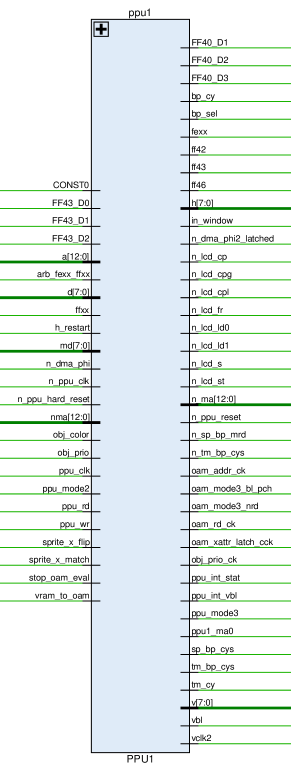 ppu1
FF40_D1
FF40_D2
FF40_D3
bp_cy
bp_sel
fexx
ff42
ff43
CONST0
ff46
FF43_D0
h[7:0]
FF43_D1
in_window
FF43_D2
n_dma_phi2_latched
a[12:0]
n_lcd_cp
arb_fexx_ffxx
n_lcd_cpg
d[7:0]
n_lcd_cpl
ffxx
n_lcd_fr
h_restart
n_lcd_ld0
md[7:0]
n_lcd_ld1
n_dma_phi
n_lcd_s
n_ppu_clk
n_lcd_st
n_ppu_hard_reset
n_ma[12:0]
nma[12:0]
n_ppu_reset
obj_color
n_sp_bp_mrd
obj_prio
n_tm_bp_cys
ppu_clk
oam_addr_ck
ppu_mode2
oam_mode3_bl_pch
ppu_rd
oam_mode3_nrd
ppu_wr
oam_rd_ck
sprite_x_flip
oam_xattr_latch_cck
sprite_x_match
obj_prio_ck
stop_oam_eval
ppu_int_stat
vram_to_oam
ppu_int_vbl
ppu_mode3
ppu1_ma0
sp_bp_cys
tm_bp_cys
tm_cy
v[7:0]
vbl
vclk2
PPU1